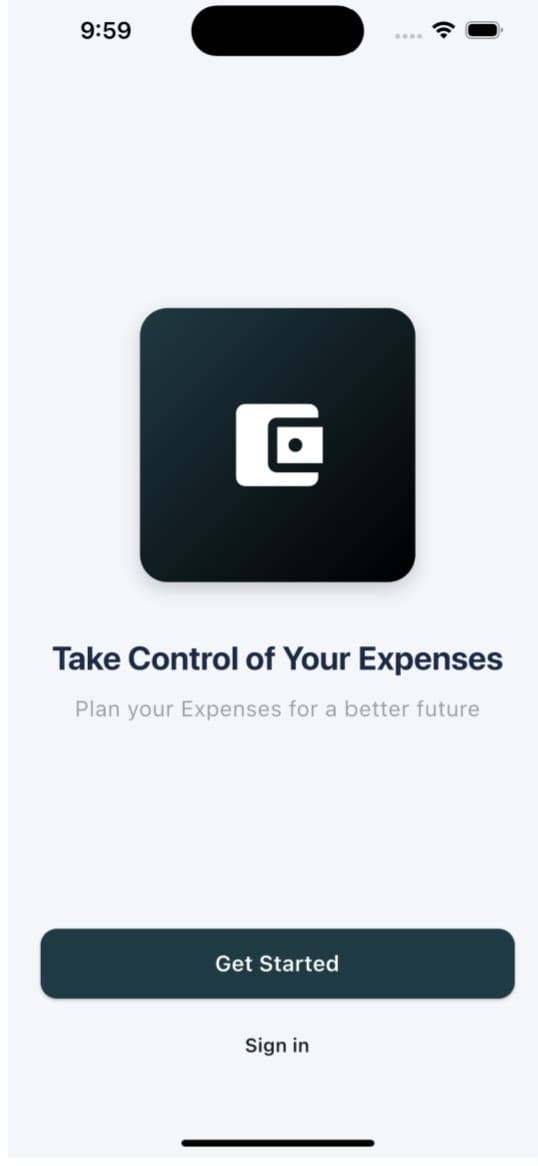 9:59
Take Control of Your Expenses
Plan your Expenses for a better future
Get Started
Sign in